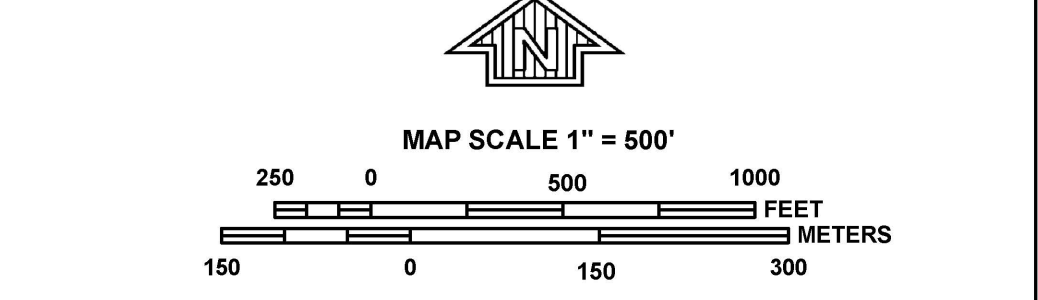 N
MAP SCALE 1" = 500'
250 0 500 1000
FEET
METERS
150 0 150 300